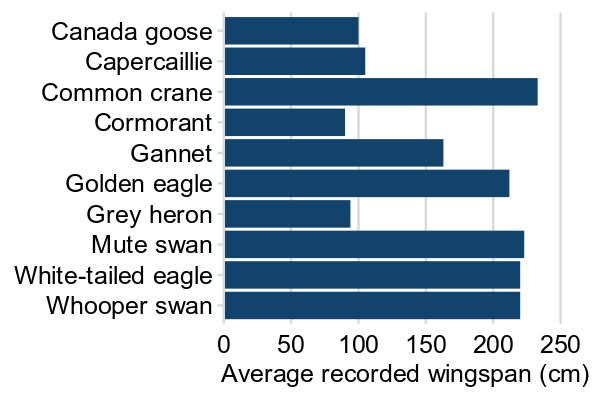 Canada goose
Capercaillie
Common crane
Cormorant
Gannet
Golden eagle
Grey heron
Mute swan
White-tailed eagle
Whooper swan
0 50 100 150 200 250
Average recorded wingspan (cm)